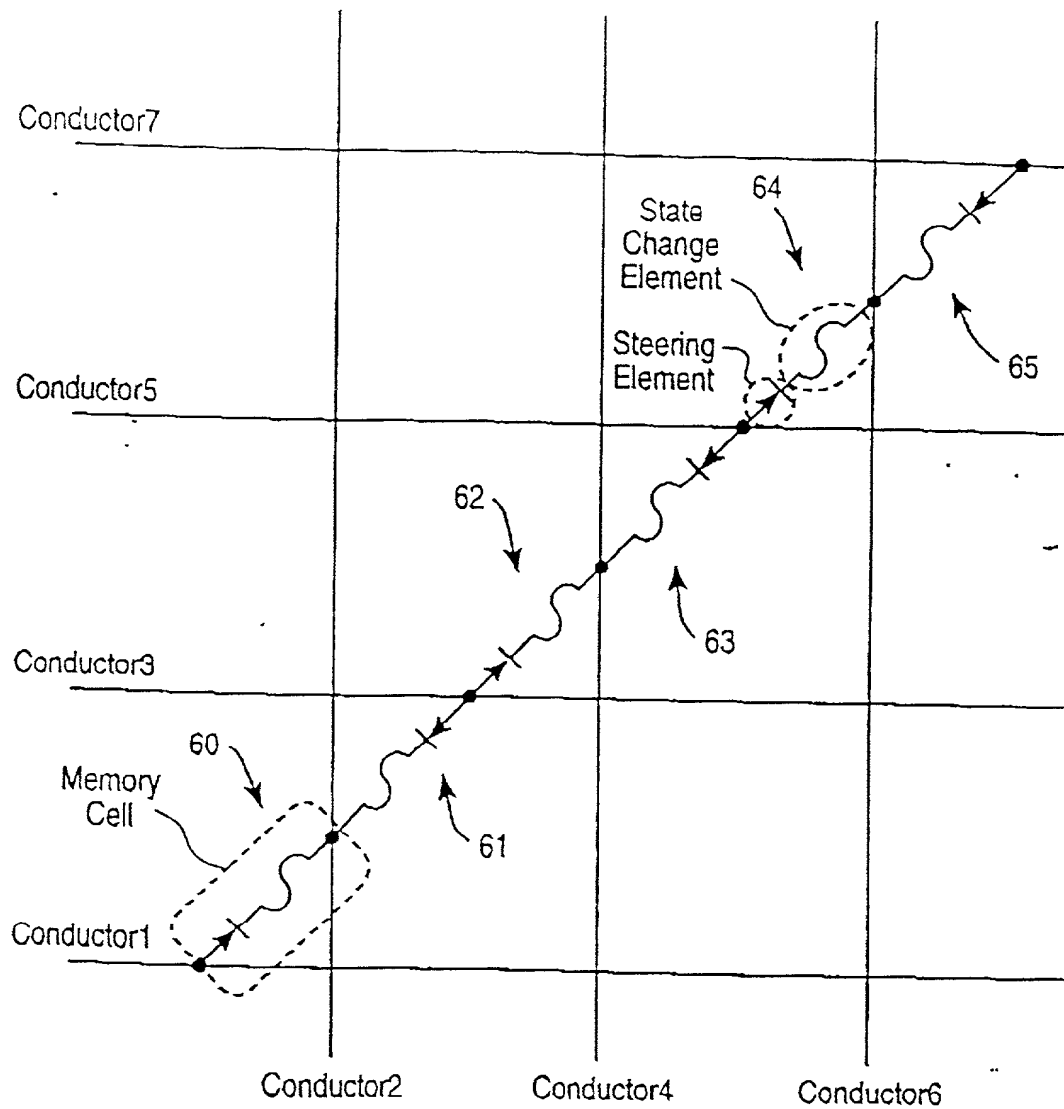 Conductor7
64
State
Change
Element
65
Steering
Element
Conductor5
62
63
Conductor3
60
Memory
Cell
61
Conductor1
Conductor2
Conductor4
Conductor6